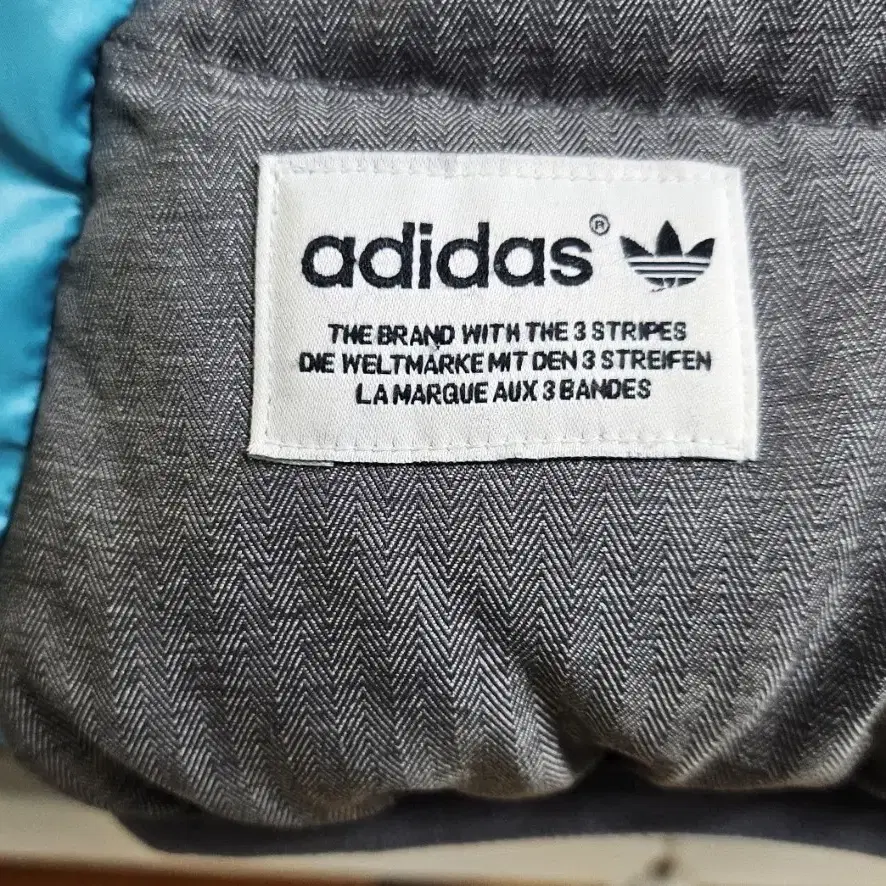 adidas®
THE BRAND WITH THE 3 STRIPES
DIE WELTMARKE MIT DEN 3 STREIFEN
LA MARQUE AUX 3 BANDES